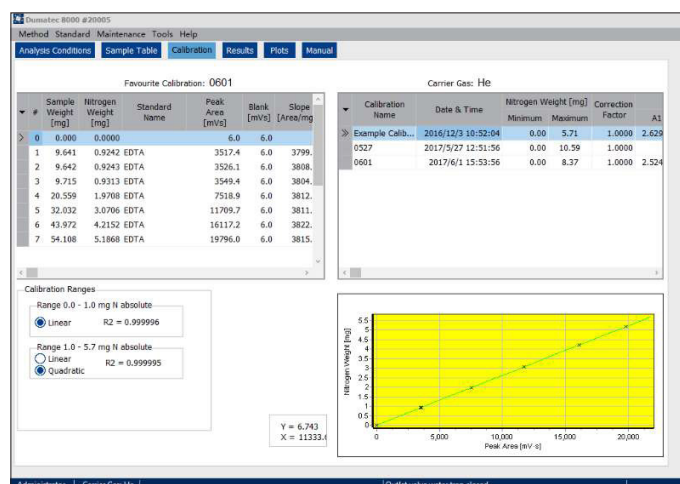 Dumatec 8000 #20005
Method Standard Maintenance Tools Help
Analysis Conditions Sample Table Calibration Results Plots Manual
Favourite Calibration: 0601
# Sample Weight [mg] Nitrogen Weight [mg] Standard Name Peak Area [mVs] Blank [mVs] Slope [Area/mg
0 0.000 0.0000 6.0 6.0
1 9.641 0.9242 EDTA 3517.4 6.0 3799.
2 9.642 0.9243 EDTA 3526.1 6.0 3808.
3 9.715 0.9313 EDTA 3549.4 6.0 3804.
4 20.559 1.9708 EDTA 7518.9 6.0 3812.
5 32.032 3.0706 EDTA 11709.7 6.0 3811.
6 43.972 4.2152 EDTA 16117.2 6.0 3822.
7 54.108 5.1868 EDTA 19796.0 6.0 3815.
Carrier Gas: He
Calibration Name Date & Time Nitrogen Weight [mg] Minimum Maximum Correction Factor A1
Example Calib... 2016/12/3 10:52:04 0.00 5.71 1.0000 2.629
0527 2017/5/27 12:51:56 0.00 10.59 1.0000
0601 2017/6/1 15:53:56 0.00 8.37 1.0000 2.524
Calibration Ranges
Range 0.0 - 1.0 mg N absolute
Linear R2 = 0.999996
Range 1.0 - 5.7 mg N absolute
Linear
Quadratic R2 = 0.999995
Y = 6.743
X = 11333.
Nitrogen Weight [mg]
5.5
5
4.5
4
3.5
3
2.5
2
1.5
1
0.5
0
0 5,000 10,000 15,000 20,000
Peak Area [mV·s]